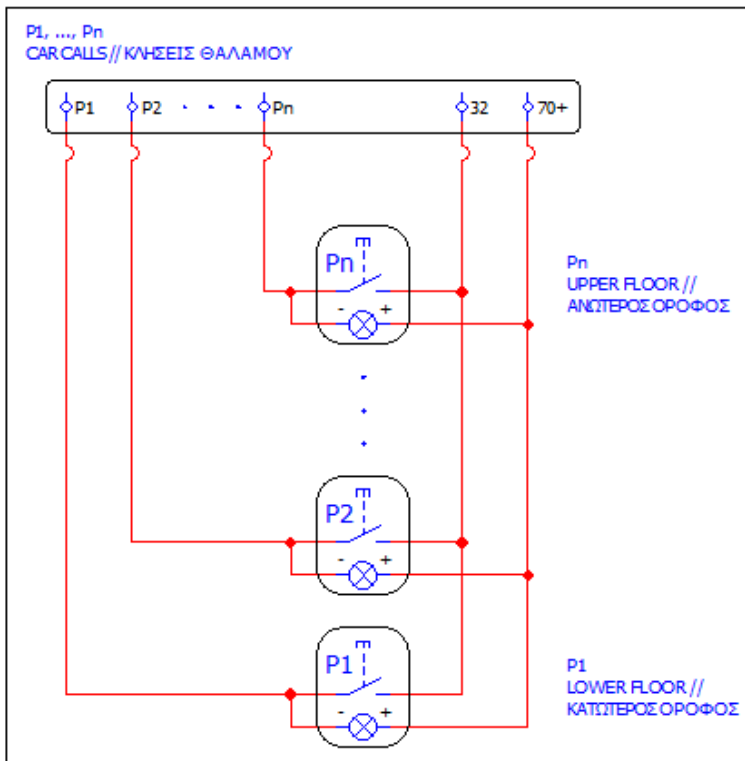 P1, ..., Pn
CAR CALLS // ΚΛΗΣΕΙΣ ΘΑΛΑΜΟΥ
P1 P2 . . . Pn 32 70+
Pn
- +
Pn
UPPER FLOOR //
ΑΝΩΤΕΡΟΣ ΟΡΟΦΟΣ
P2
- +
P1
- +
P1
LOWER FLOOR //
ΚΑΤΩΤΕΡΟΣ ΟΡΟΦΟΣ